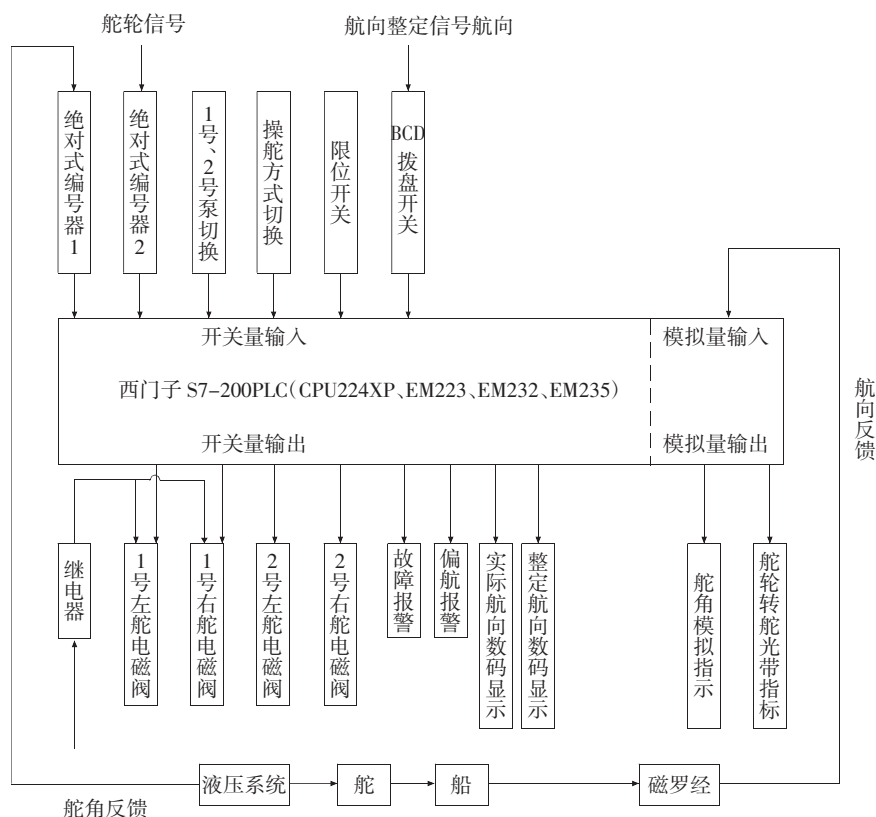 舵轮信号
航向整定信号航向
绝对式编号器1
绝对式编号器2
1号、2号泵切换
操舵方式切换
限位开关
BCD拨盘开关
开关量输入
模拟量输入
西门子 S7-200PLC(CPU224XP、EM223、EM232、EM235)
开关量输出
模拟量输出
航向反馈
继电器
1号左舵电磁阀
1号右舵电磁阀
2号左舵电磁阀
2号右舵电磁阀
故障报警
偏航报警
实际航向数码显示
整定航向数码显示
舵角模拟指示
舵轮转舵光带指标
液压系统
舵
船
磁罗经
舵角反馈